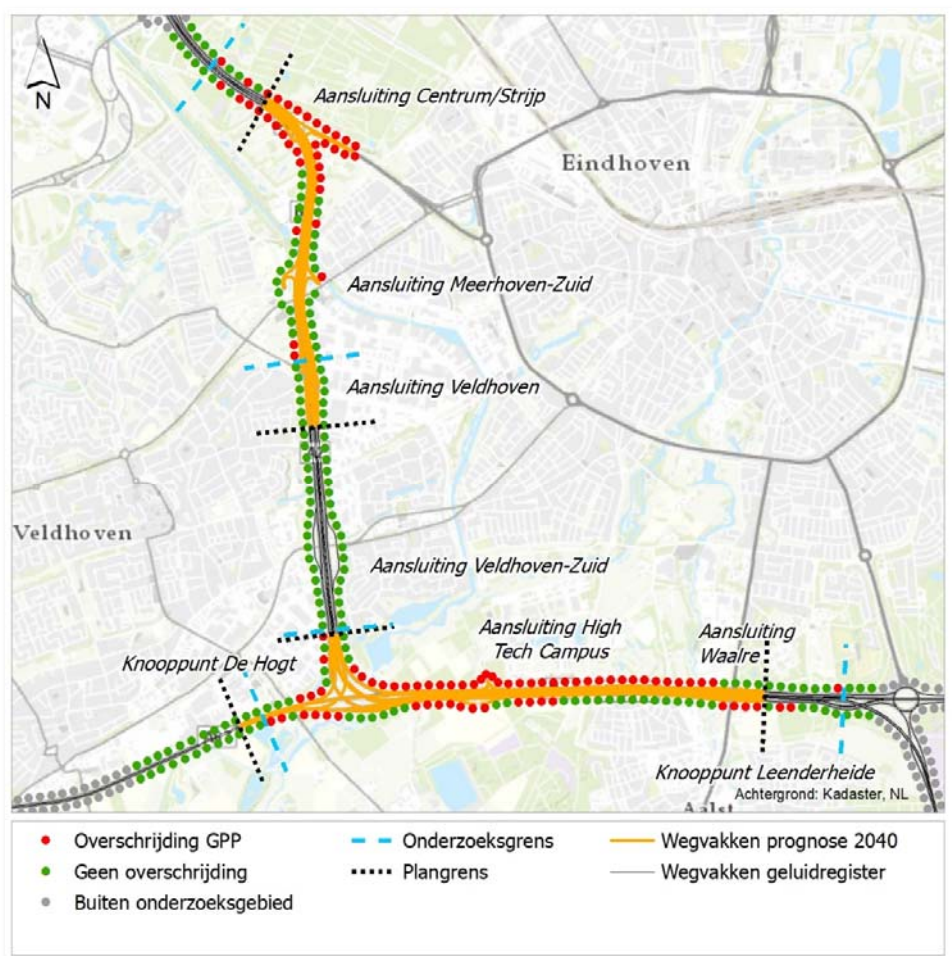 N
Aansluiting Centrum/Strijp
Eindhoven
Aansluiting Meerhoven-Zuid
Aansluiting Veldhoven
Veldhoven
Aansluiting Veldhoven-Zuid
Aansluiting High
Tech Campus
Aansluiting
Waalre
Knooppunt De Hogt
Knooppunt Leenderheide
Achtergrond: Kadaster, NL
Aalst
Overschrijding GPP
Geen overschrijding
Buiten onderzoeksgebied
Onderzoeksgrens
Plangrens
Wegvakken prognose 2040
Wegvakken geluidregister